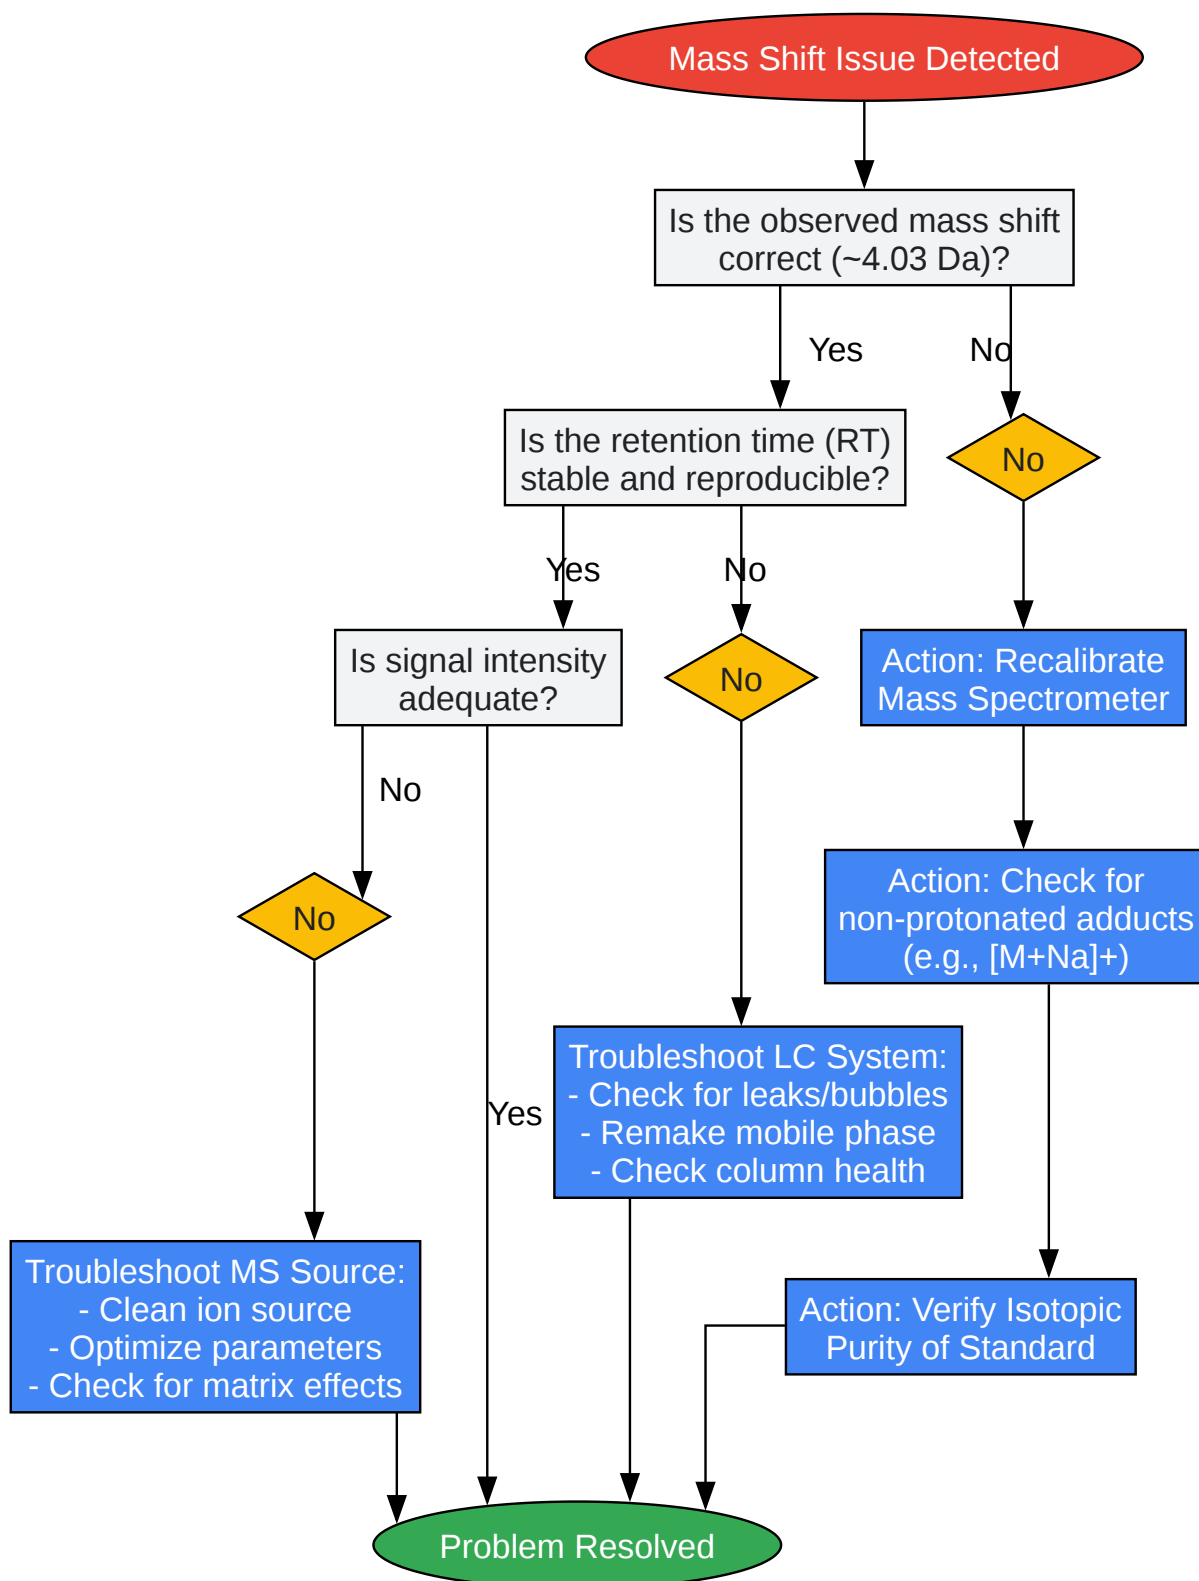 Mass Shift Issue Detected
Is the observed mass shift
correct (~4.03 Da)?
Yes
No
Is the retention time (RT)
stable and reproducible?
No
Yes
No
Is signal intensity
adequate?
No
Action: Recalibrate
Mass Spectrometer
No
Yes
No
Action: Check for
non-protonated adducts
(e.g., [M+Na]+)
Troubleshoot LC System:
- Check for leaks/bubbles
- Remake mobile phase
- Check column health
Troubleshoot MS Source:
- Clean ion source
- Optimize parameters
- Check for matrix effects
Action: Verify Isotopic
Purity of Standard
Problem Resolved